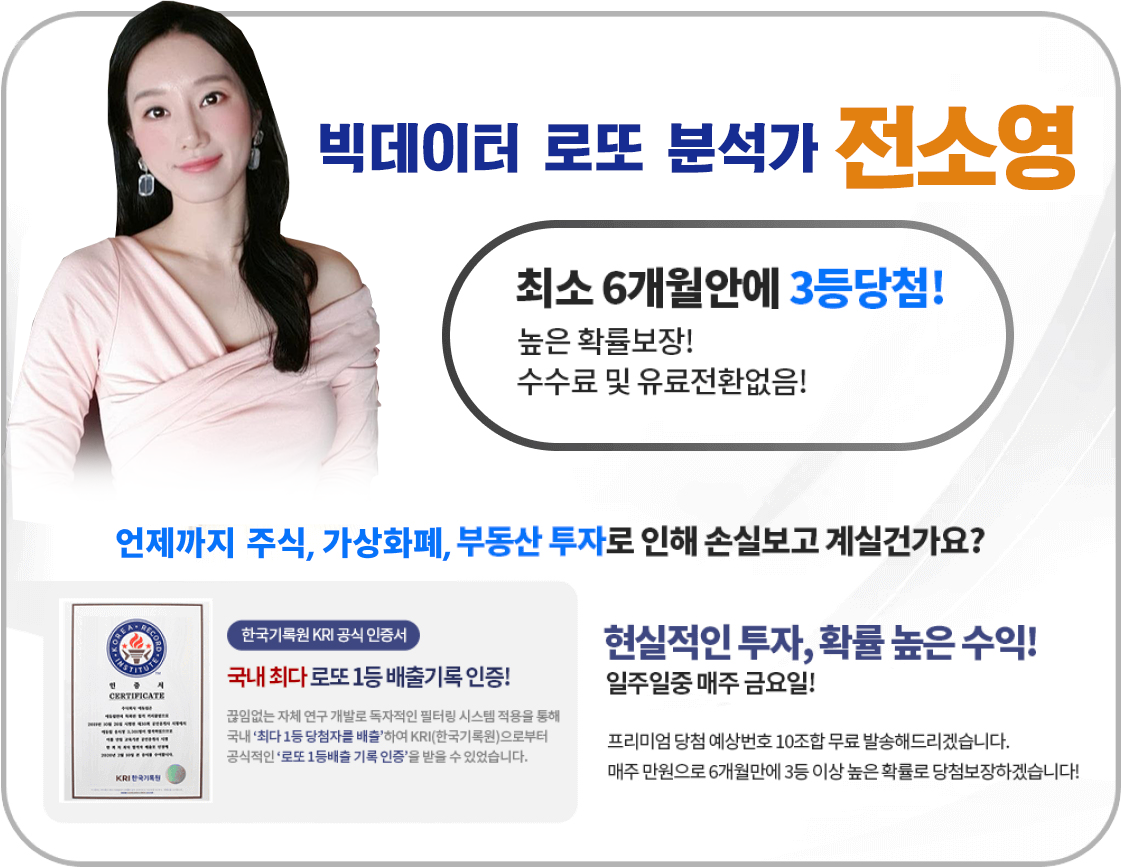 빅데이터 로또 분석가 전소영
최소 6개월안에 3등당첨!
높은 확률보장!
수수료 및 유료전환없음!
언제까지 주식, 가상화폐, 부동산 투자로 인해 손실보고 계실건가요?
KOREA RECORD INSTITUTE
인 증 서
CERTIFICATE
KRI 한국기록원
한국기록원 KRI 공식 인증서
국내 최다 로또 1등 배출기록 인증!
끊임없는 자체 연구 개발로 독자적인 필터링 시스템 적용을 통해
국내 ‘최다 1등 당첨자를 배출’하여 KRI(한국기록원)으로부터
공식적인 ‘로또 1등배출 기록 인증’을 받을 수 있었습니다.
현실적인 투자, 확률 높은 수익!
일주일중 매주 금요일!
프리미엄 당첨 예상번호 10조합 무료 발송해드리겠습니다.
매주 만원으로 6개월만에 3등 이상 높은 확률로 당첨보장하겠습니다!